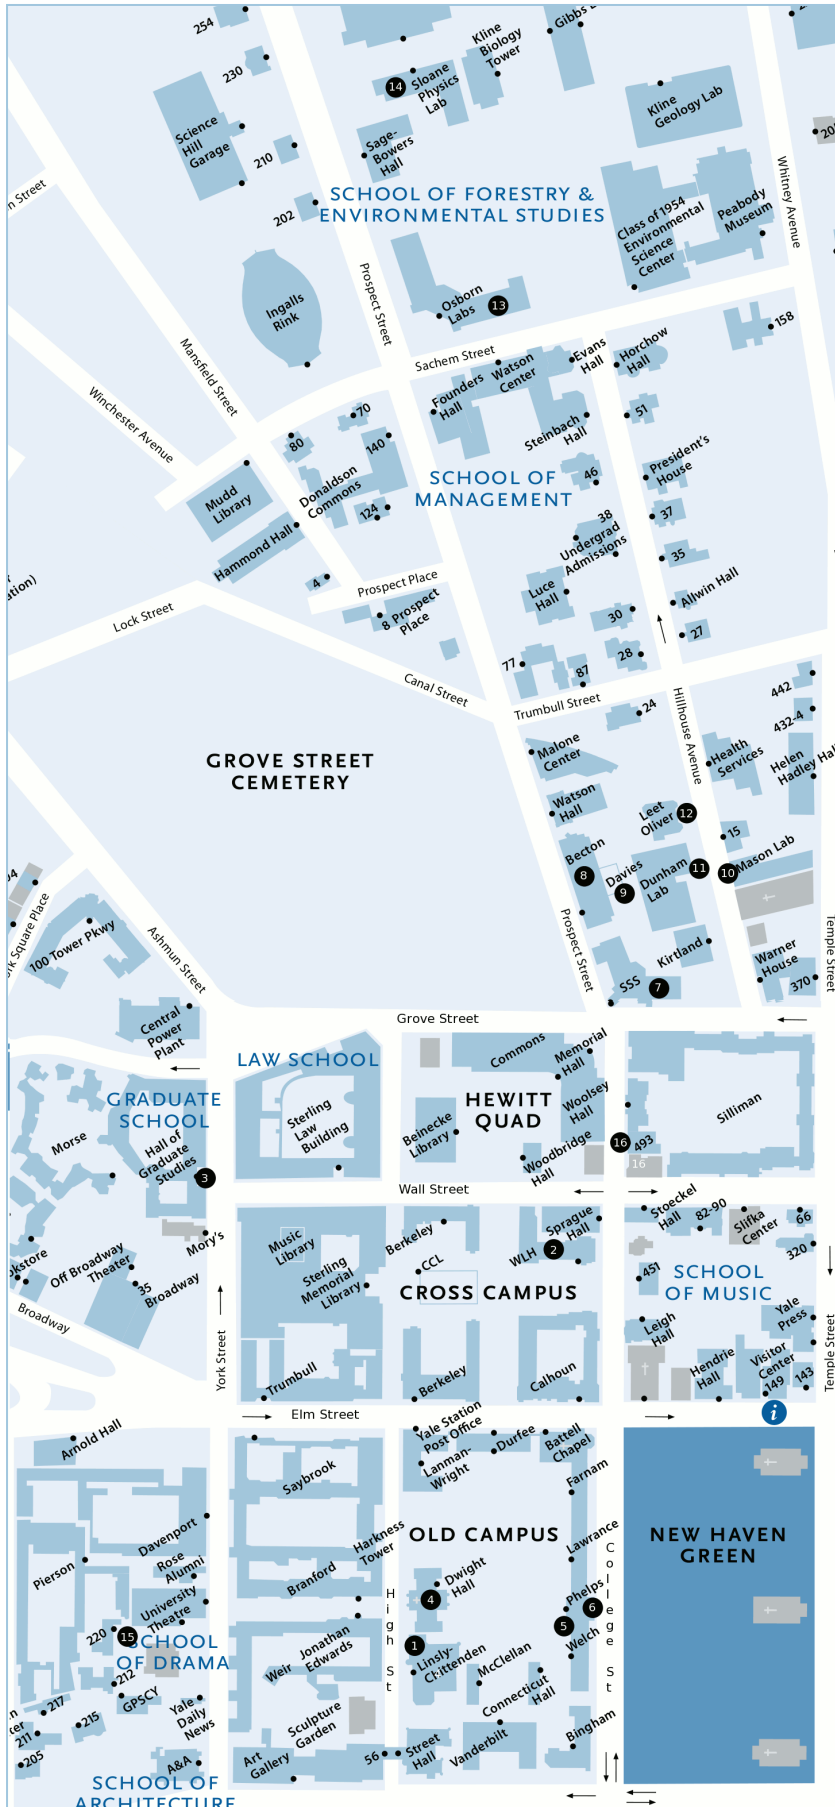 254
Gibbs L
Kline
Biology
Tower
230
14
Sloane
Physics
Lab
Kline
Geology Lab
Science
Hill
Garage
Sage-
Bowers
Hall
210
n Street
Whitney Avenue
SCHOOL OF FORESTRY &
ENVIRONMENTAL STUDIES
202
Class of 1954
Environmental
Science
Center
Peabody
Museum
Prospect Street
Ingalls
Rink
Osborn
Labs
13
158
Mansfield Street
Sachem Street
Evans
Hall
Horchow
Hall
Winchester Avenue
Founders
Hall
Watson
Center
70
80
140
51
Steinbach
Hall
Mudd
Library
Donaldson
Commons
SCHOOL OF
MANAGEMENT
46
President's
House
124
38
37
Hammond Hall
Undergrad
Admissions
35
4
Prospect Place
Luce
Hall
Allwin Hall
ation)
Lock Street
8 Prospect
Place
30
27
28
77
87
Canal Street
Trumbull Street
24
442
432-4
Hillhouse Avenue
GROVE STREET
CEMETERY
Malone
Center
Health
Services
Helen
Hadley Hall
Watson
Hall
Leet
Oliver
12
15
Becton
8
Davies
9
Dunham
Lab
11
10
Mason Lab
Prospect Street
Temple Street
100 Tower Pkwy
Ashmun Street
Kirtland
Warner
House
370
SSS
7
Central
Power
Plant
Grove Street
LAW SCHOOL
Commons
Memorial
Hall
GRADUATE
SCHOOL
HEWITT
QUAD
Woolsey
Hall
Silliman
Sterling
Law
Building
Beinecke
Library
Morse
Hall of
Graduate
Studies
3
16
493
16
Woodbridge
Hall
Wall Street
Stoeckel
Hall
82-90
Slifka
Center
66
Mory's
Music
Library
Berkeley
Sprague
Hall
WLH
2
320
Off Broadway
Theater
Sterling
Memorial
Library
CCL
451
SCHOOL
OF MUSIC
35
Broadway
CROSS CAMPUS
Broadway
York Street
Yale
Press
Leigh
Hall
Temple Street
Trumbull
Berkeley
Calhoun
Hendrie
Hall
Visitor
Center
149
143
Elm Street
i
Arnold Hall
Yale Station
Post Office
Durfee
Battell
Chapel
Saybrook
Lanman-
Wright
Farnam
Davenport
Harkness
Tower
OLD CAMPUS
NEW HAVEN
GREEN
Rose
Alumni
Lawrance
Pierson
Branford
Dwight
Hall
College St
University
Theatre
High St
4
Phelps
6
220
15
SCHOOL
OF DRAMA
1
5
Welch
Jonathan
Edwards
Linsly-
Chittenden
Weir
McClellan
212
GPSCY
Connecticut
Hall
217
215
Yale
Daily
News
Sculpture
Garden
211
Vanderbilt
Bingham
205
A&A
Art
Gallery
56
Street
Hall
SCHOOL OF
ARCHITECTURE